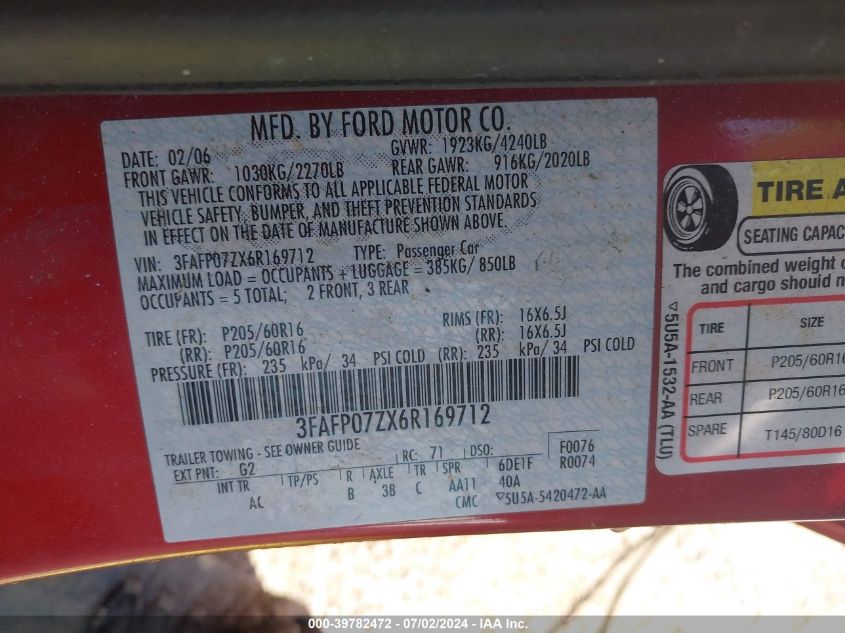 MFD. BY FORD MOTOR CO.
DATE: 02/06 GVWR: 1923KG/4240LB
FRONT GAWR: 1030KG/2270LB REAR GAWR: 916KG/2020LB
THIS VEHICLE CONFORMS TO ALL APPLICABLE FEDERAL MOTOR
VEHICLE SAFETY, BUMPER, AND THEFT PREVENTION STANDARDS
IN EFFECT ON THE DATE OF MANUFACTURE SHOWN ABOVE.
VIN: 3FAFP07ZX6R169712 TYPE: Passenger Car
MAXIMUM LOAD = OCCUPANTS + LUGGAGE = 385KG/ 850LB
OCCUPANTS = 5 TOTAL; 2 FRONT, 3 REAR
TIRE (FR): P205/60R16 RIMS (FR): 16X6.5J
(RR): P205/60R16 (RR): 16X6.5J
PRESSURE (FR): 235 kPa/ 34 PSI COLD (RR): 235 kPa/ 34 PSI COLD
3FAFP07ZX6R169712
TRAILER TOWING - SEE OWNER GUIDE RC: 71 DSO: F0076
EXT PNT: G2 R0074
INT TR TP/PS R AXLE TR SPR 6DE1F
AC B 38 C AA11 40A
CMC ▽5U5A-5420472-AA
TIRE A
SEATING CAPAC
The combined weight o
and cargo should n
▽5U5A-1532-AA (TLU)
TIRE SIZE
FRONT P205/60R16
REAR P205/60R16
SPARE T145/80D16
000-39782472 - 07/02/2024 - IAA Inc.